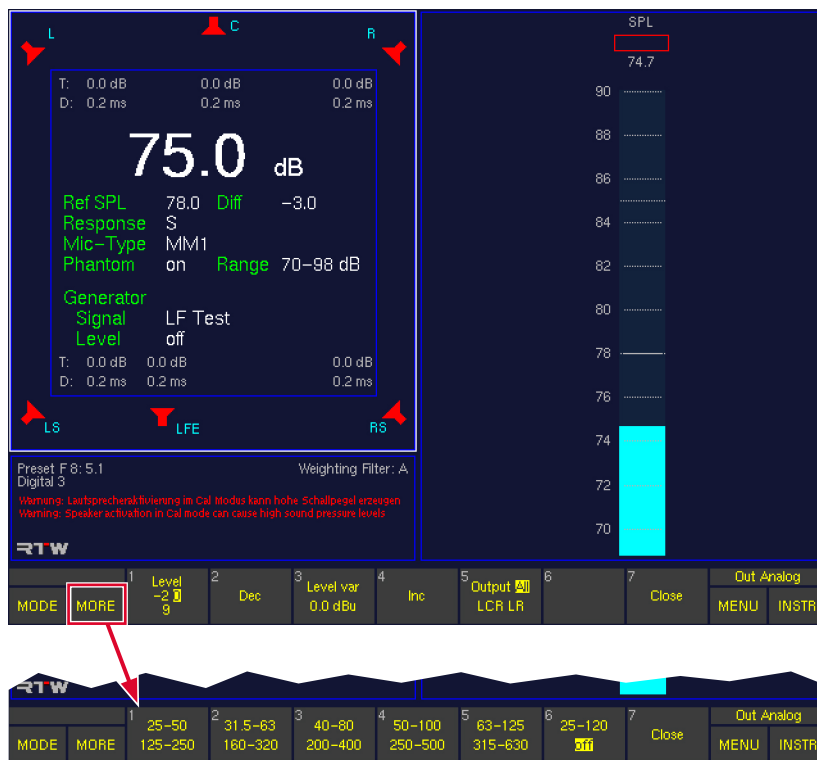 L
C
R
T: 0.0 dB 0.0 dB 0.0 dB
D: 0.2 ms 0.2 ms 0.2 ms
75.0 dB
Ref SPL 78.0 Diff −3.0
Response S
Mic−Type MM1
Phantom on Range 70−98 dB
Generator
Signal LF Test
Level off
T: 0.0 dB 0.0 dB 0.0 dB
D: 0.2 ms 0.2 ms 0.2 ms
LS
LFE
RS
Preset F 8: 5.1 Weighting Filter: A
Digital 3
Warnung: Lautsprecheraktivierung im Cal Modus kann hohe Schallpegel erzeugen
Warning: Speaker activation in Cal mode can cause high sound pressure levels
RTW
SPL
74.7
90
88
86
84
82
80
78
76
74
72
70
MODE
MORE
1 Level
−2 0
9
2 Dec
3 Level var
0.0 dBu
4 Inc
5 Output All
LCR LR
6
7 Close
Out Analog
MENU INSTR
RTW
MODE
MORE
1 25−50
125−250
2 31.5−63
160−320
3 40−80
200−400
4 50−100
250−500
5 63−125
315−630
6 25−120
off
7 Close
Out Analog
MENU INSTR